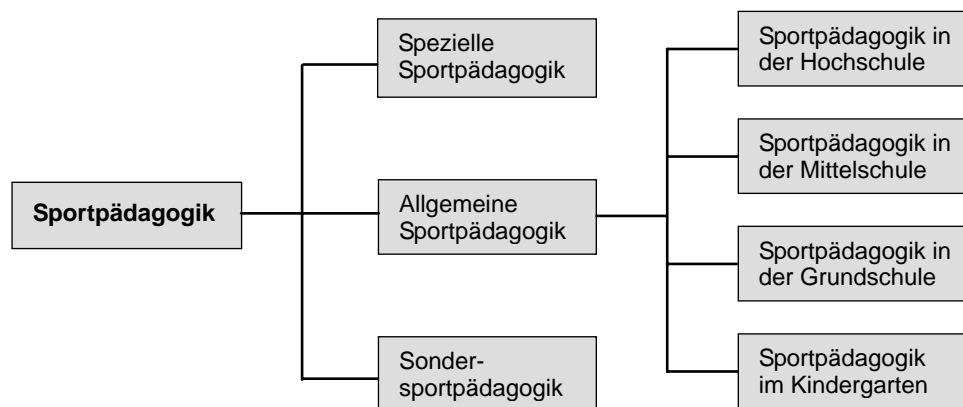 Sportpädagogik
Spezielle
Sportpädagogik
Allgemeine
Sportpädagogik
Sonder-
sportpädagogik
Sportpädagogik in
der Hochschule
Sportpädagogik in
der Mittelschule
Sportpädagogik in
der Grundschule
Sportpädagogik
im Kindergarten